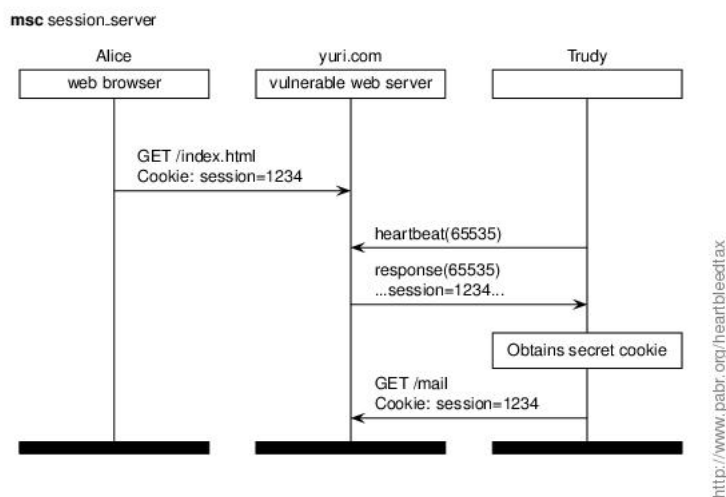 msc session_server
Alice
yuri.com
Trudy
web browser
vulnerable web server
GET /index.html
Cookie: session=1234
heartbeat(65535)
response(65535)
...session=1234...
Obtains secret cookie
GET /mail
Cookie: session=1234
http://www.pabr.org/heartbleedtax